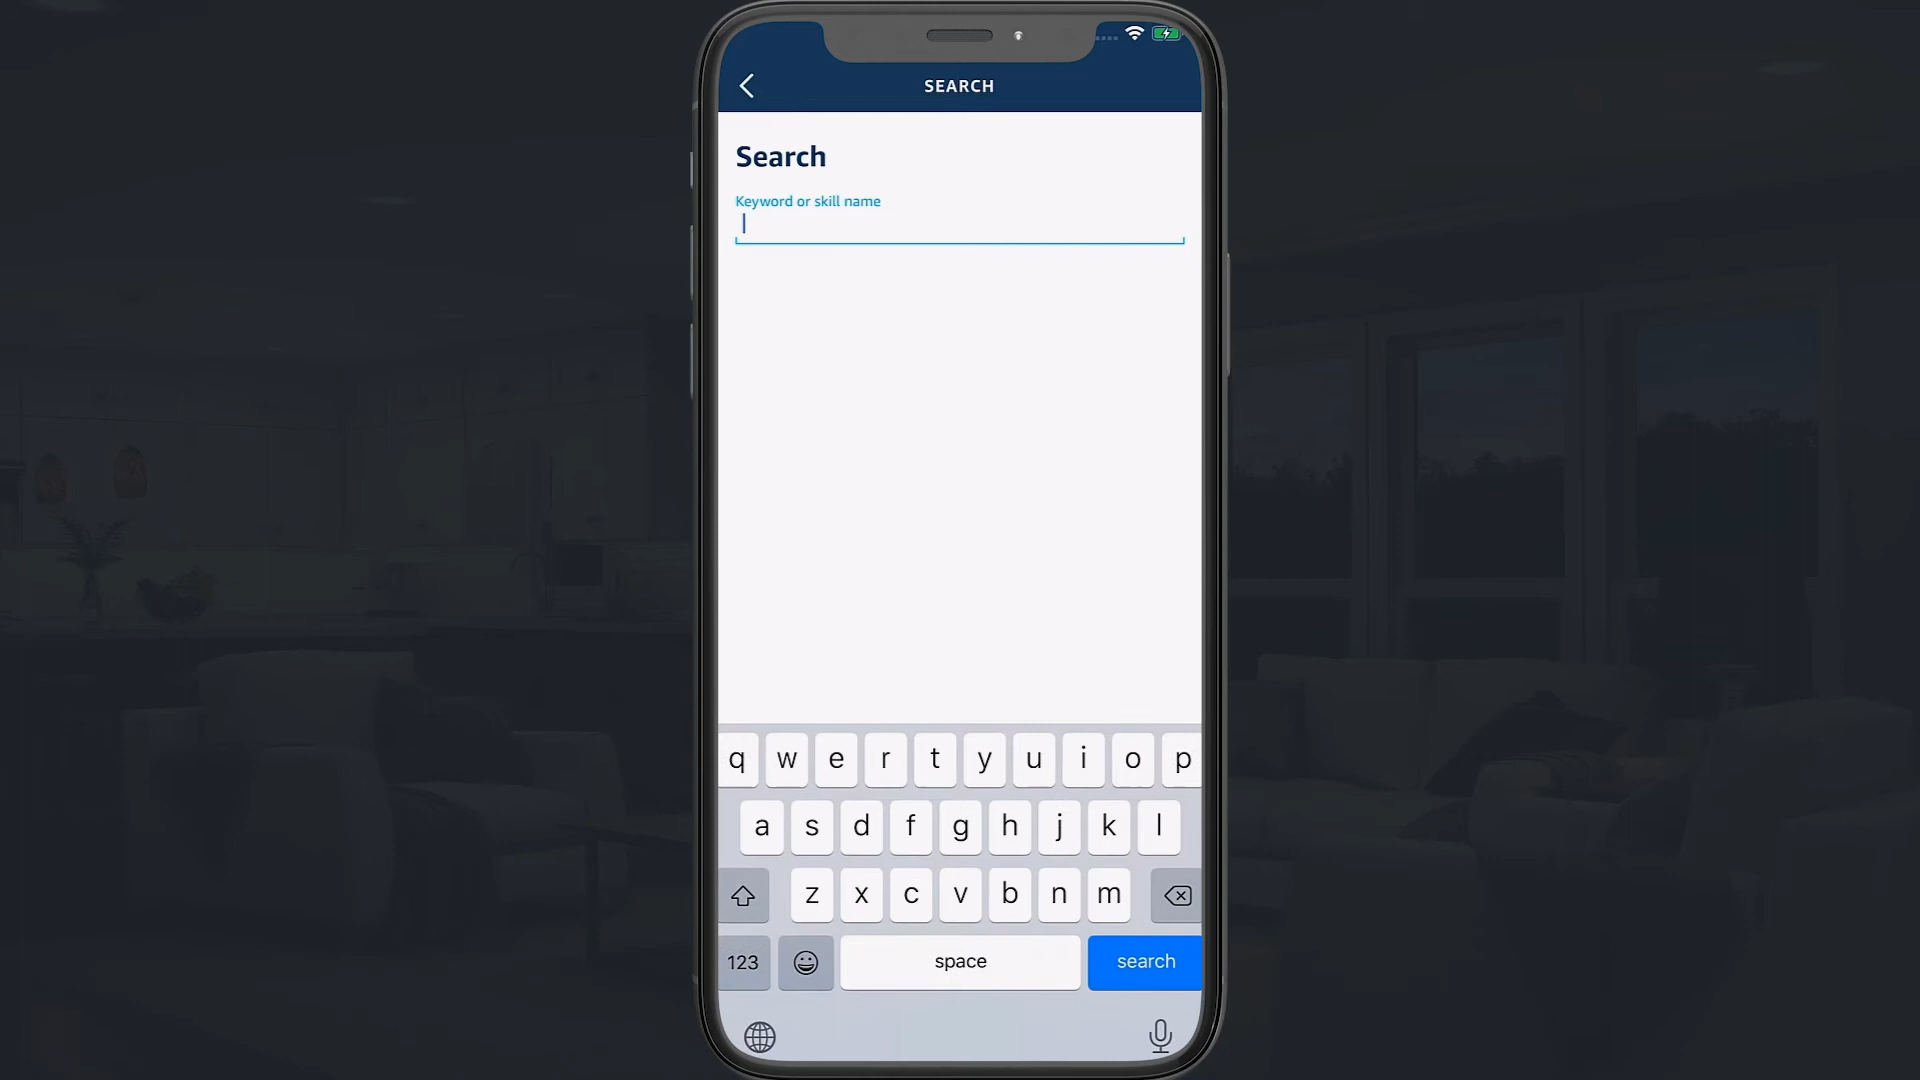 SEARCH
Search
Keyword or skill name
q w e r t y u i o p
a s d f g h j k l
z x c v b n m
123 space search